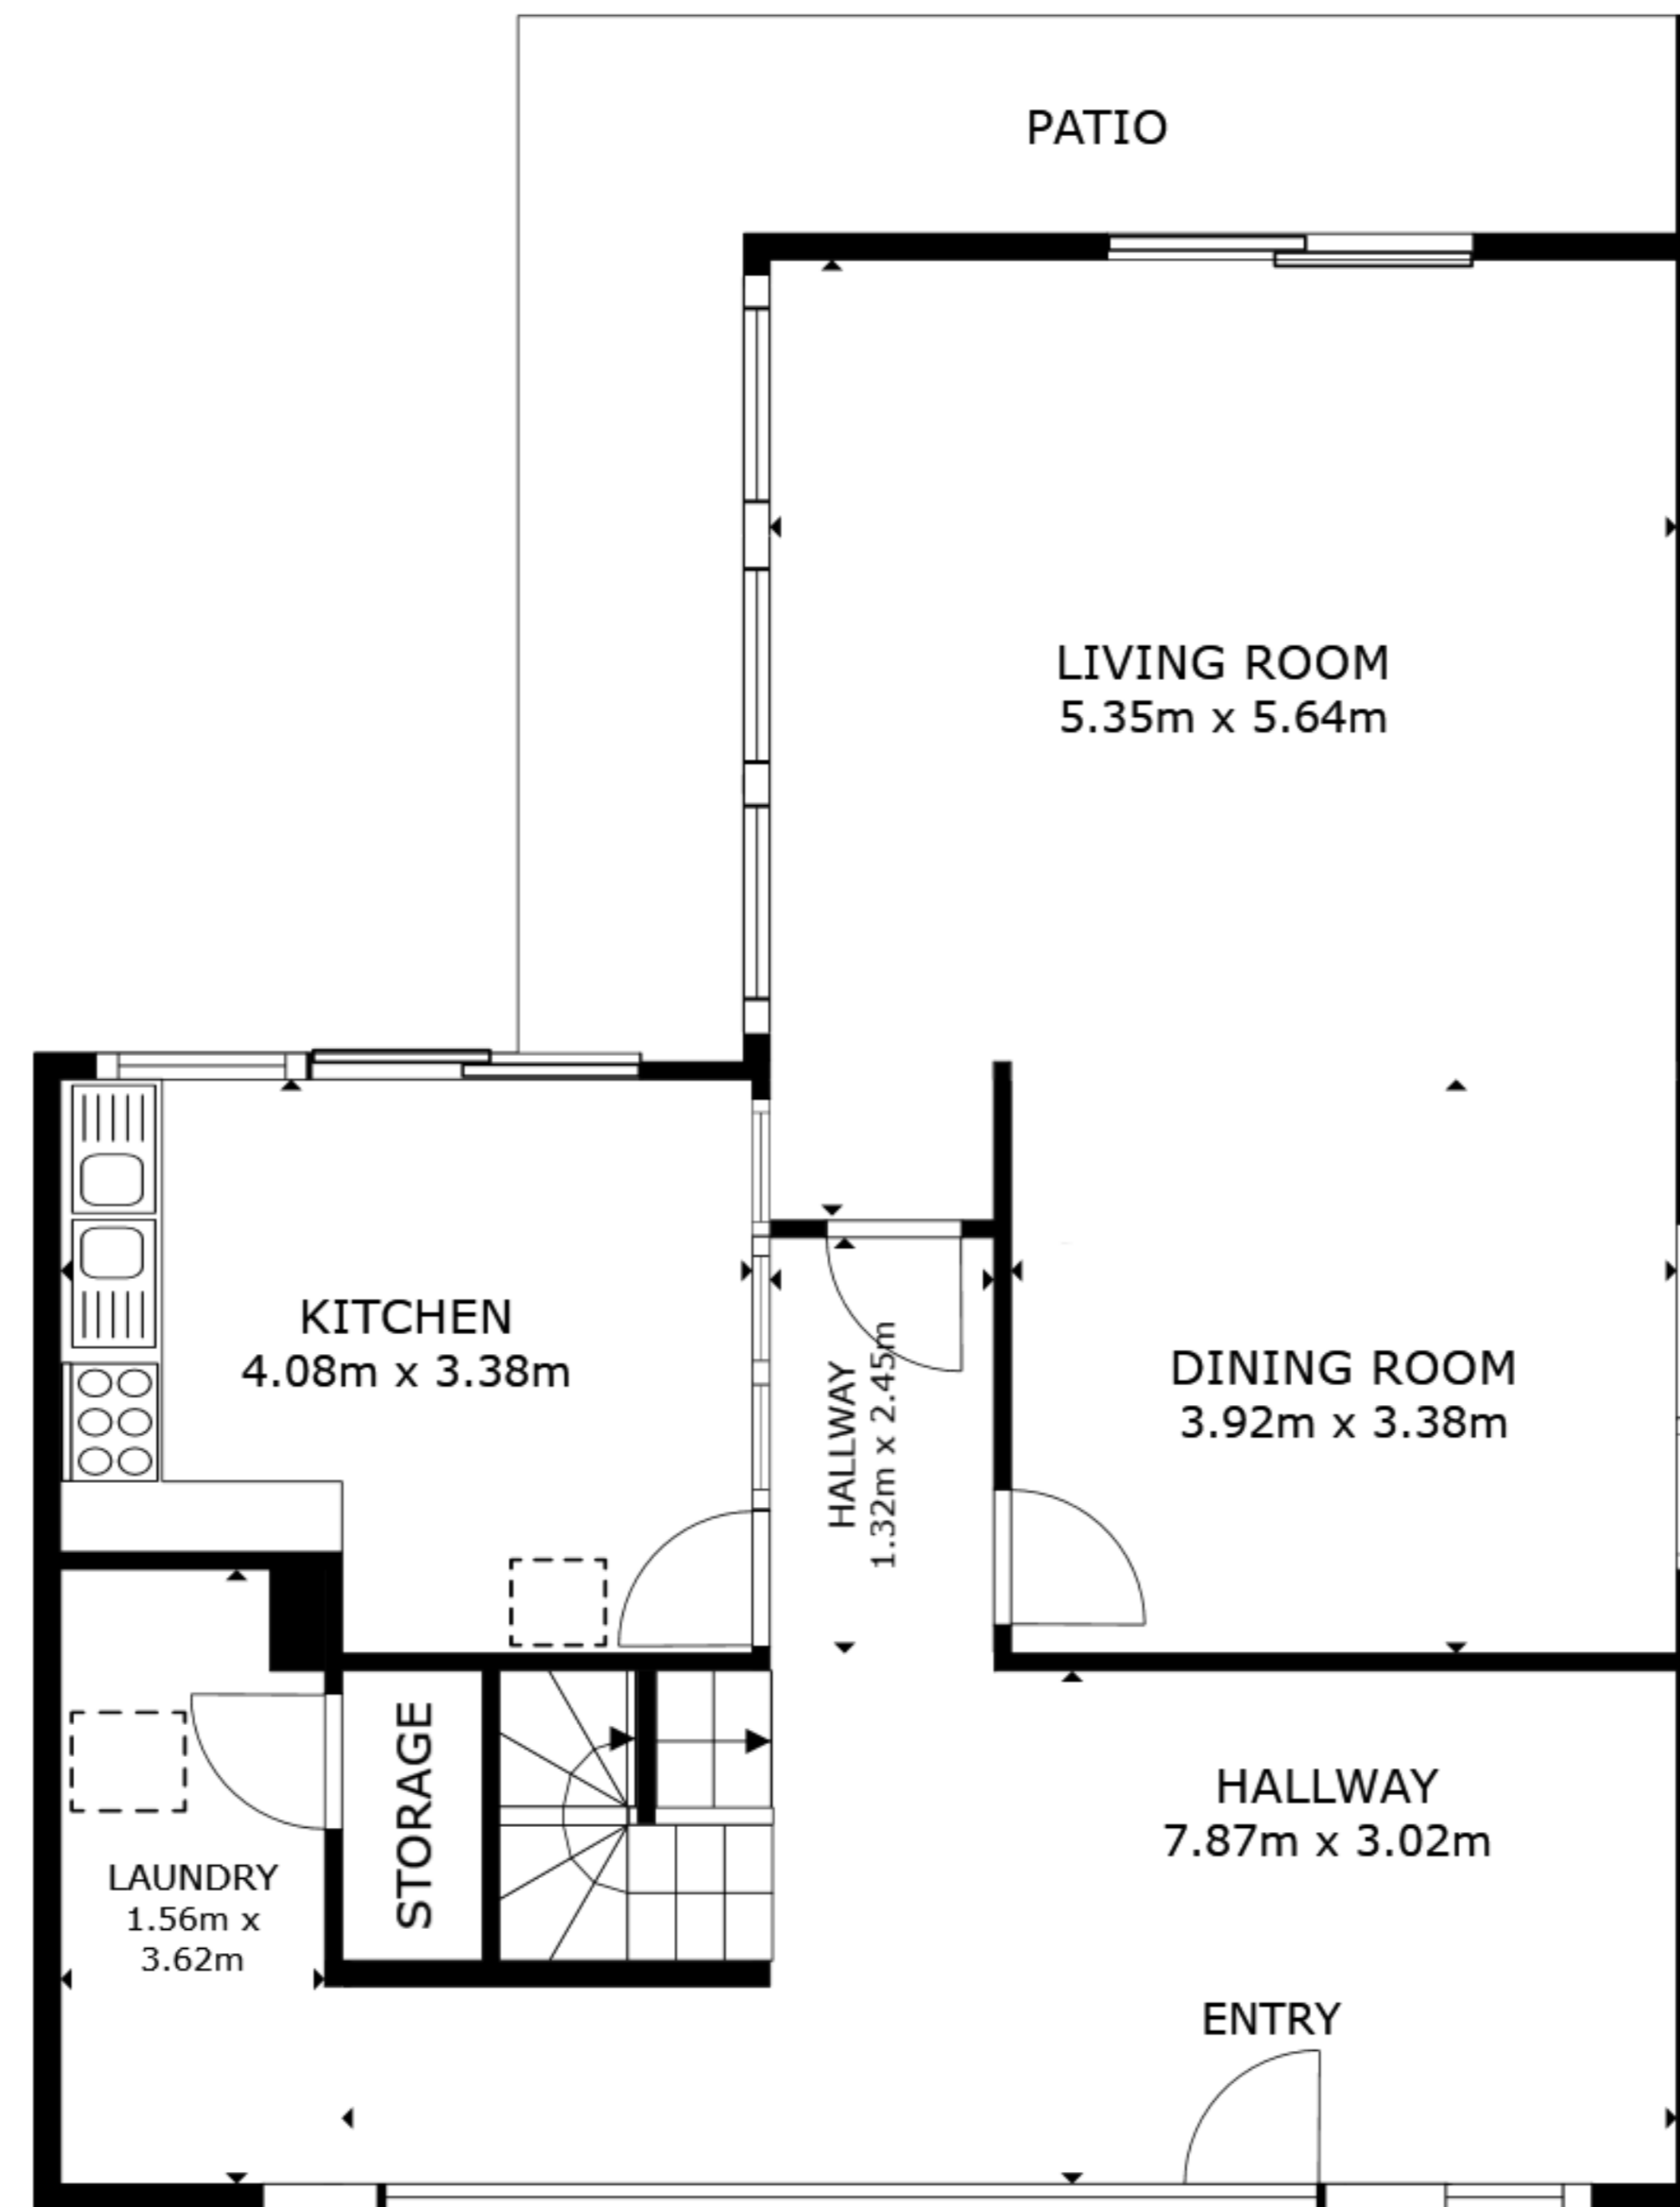 PATIO
LIVING ROOM
5.35m x 5.64m
KITCHEN
4.08m x 3.38m
HALLWAY
1.32m x 2.45m
DINING ROOM
3.92m x 3.38m
STORAGE
HALLWAY
7.87m x 3.02m
LAUNDRY
1.56m x
3.62m
ENTRY